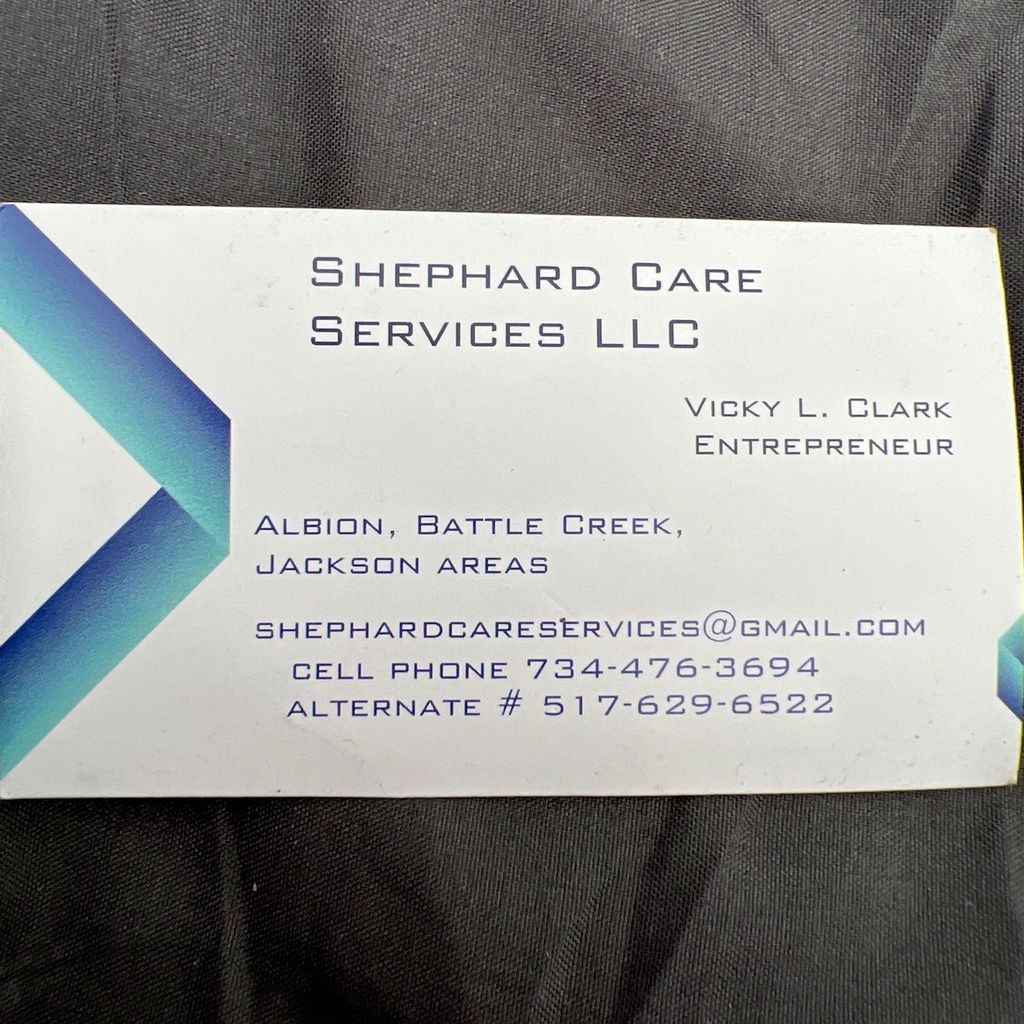 Shephard Care
Services LLC
Vicky L. Clark
Entrepreneur
Albion, Battle Creek,
Jackson areas
shephardcareservices@gmail.com
cell phone 734-476-3694
alternate # 517-629-6522